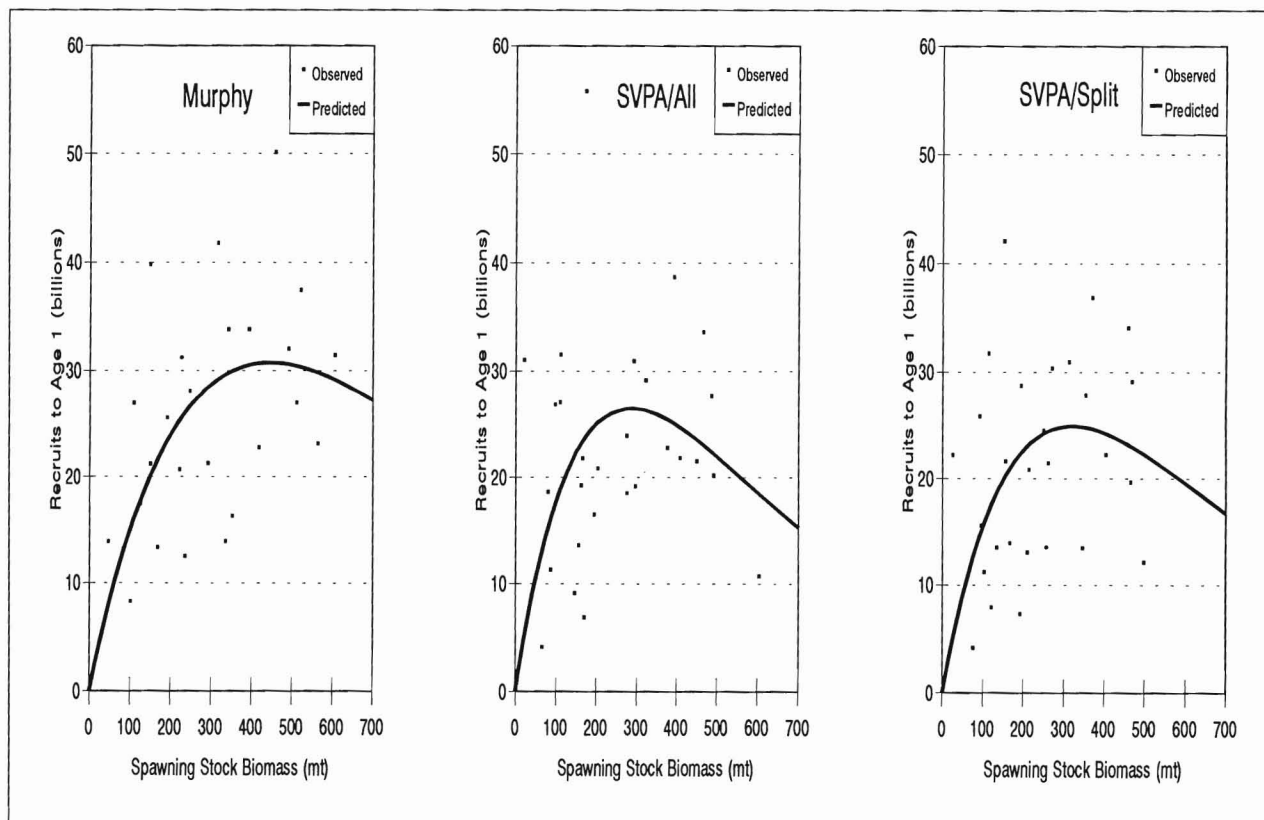 Murphy
Observed
Predicted
Recruits to Age 1 (billions)
60
50
40
30
20
10
0
0 100 200 300 400 500 600 700
Spawning Stock Biomass (mt)
SVPA/All
Observed
Predicted
Recruits to Age 1 (billions)
60
50
40
30
20
10
0
0 100 200 300 400 500 600 700
Spawning Stock Biomass (mt)
SVPA/Split
Observed
Predicted
Recruits to Age 1 (billions)
60
50
40
30
20
10
0
0 100 200 300 400 500 600 700
Spawning Stock Biomass (mt)